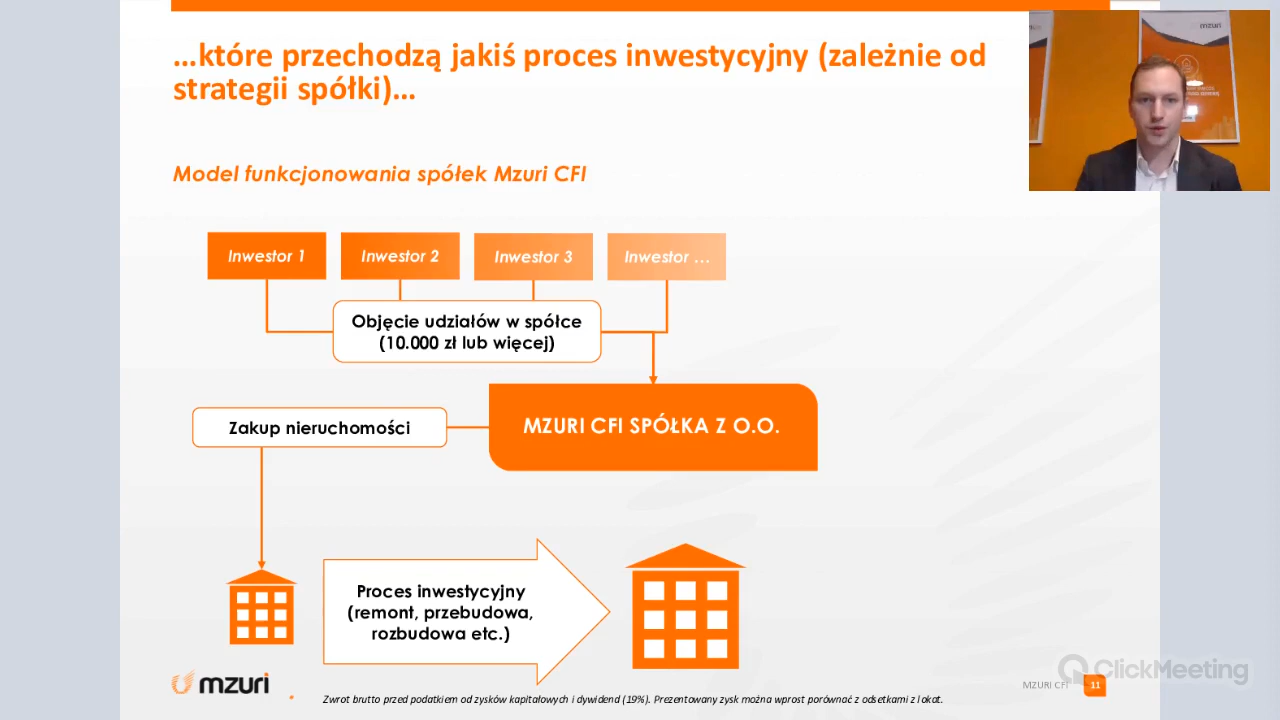 ...które przechodzą jakiś proces inwestycyjny (zależnie od
strategii spółki)...
mzuri
Model funkcjonowania spółek Mzuri CFI
Inwestor 1
Inwestor 2
Inwestor 3
Inwestor ...
Objęcie udziałów w spółce
(10.000 zł lub więcej)
Zakup nieruchomości
MZURI CFI SPÓŁKA Z O.O.
Proces inwestycyjny
(remont, przebudowa,
rozbudowa etc.)
mzuri
Zwrot brutto przed podatkiem od zysków kapitałowych i dywidend (19%). Prezentowany zysk można wprost porównać z odsetkami z lokat.
MZURI CFI
11
ClickMeeting